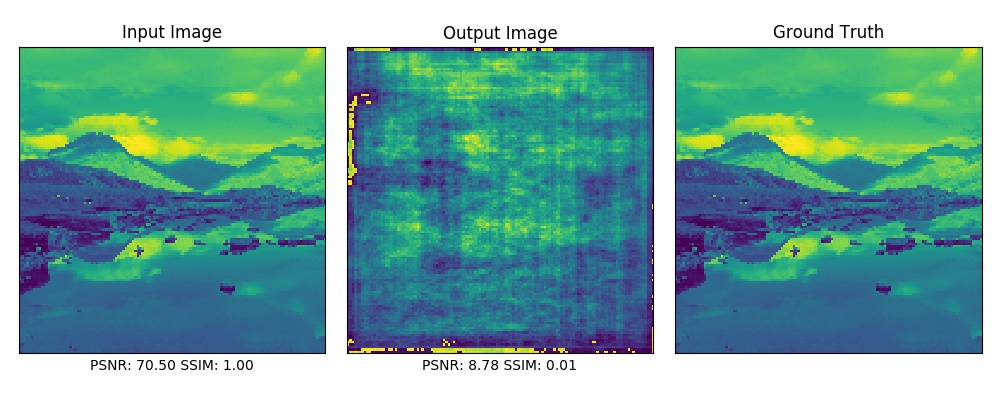 Input Image
Output Image
Ground Truth
PSNR: 70.50 SSIM: 1.00
PSNR: 8.78 SSIM: 0.01